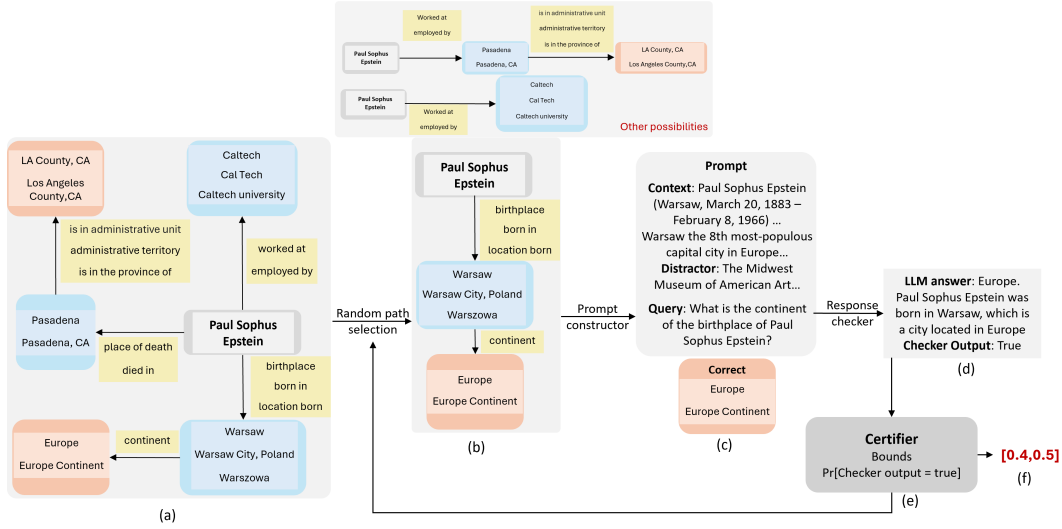 Worked at
employed by
is in administrative unit
administrative territory
is in the province of
Paul Sophus
Epstein
Pasadena
Pasadena, CA
LA County, CA
Los Angeles County,CA
Paul Sophus
Epstein
Worked at
employed by
Caltech
Cal Tech
Caltech university
Other possibilities
LA County, CA
Los Angeles
County,CA
Caltech
Cal Tech
Caltech university
is in administrative unit
administrative territory
is in the province of
worked at
employed by
Pasadena
Pasadena, CA
place of death
died in
Paul Sophus
Epstein
birthplace
born in
location born
Europe
Europe Continent
continent
Warsaw
Warsaw City, Poland
Warszowa
(a)
Random path
selection
Paul Sophus
Epstein
birthplace
born in
location born
Warsaw
Warsaw City, Poland
Warszowa
continent
Europe
Europe Continent
(b)
Prompt
constructor
Prompt
Context: Paul Sophus Epstein
(Warsaw, March 20, 1883 –
February 8, 1966) ...
Warsaw the 8th most-populous
capital city in Europe...
Distractor: The Midwest
Museum of American Art...
Query: What is the continent
of the birthplace of Paul
Sophus Epstein?
Correct
Europe
Europe Continent
(c)
Response
checker
LLM answer: Europe.
Paul Sophus Epstein was
born in Warsaw, which is
a city located in Europe
Checker Output: True
(d)
Certifier
Bounds
Pr[Checker output = true]
(e)
[0.4,0.5]
(f)